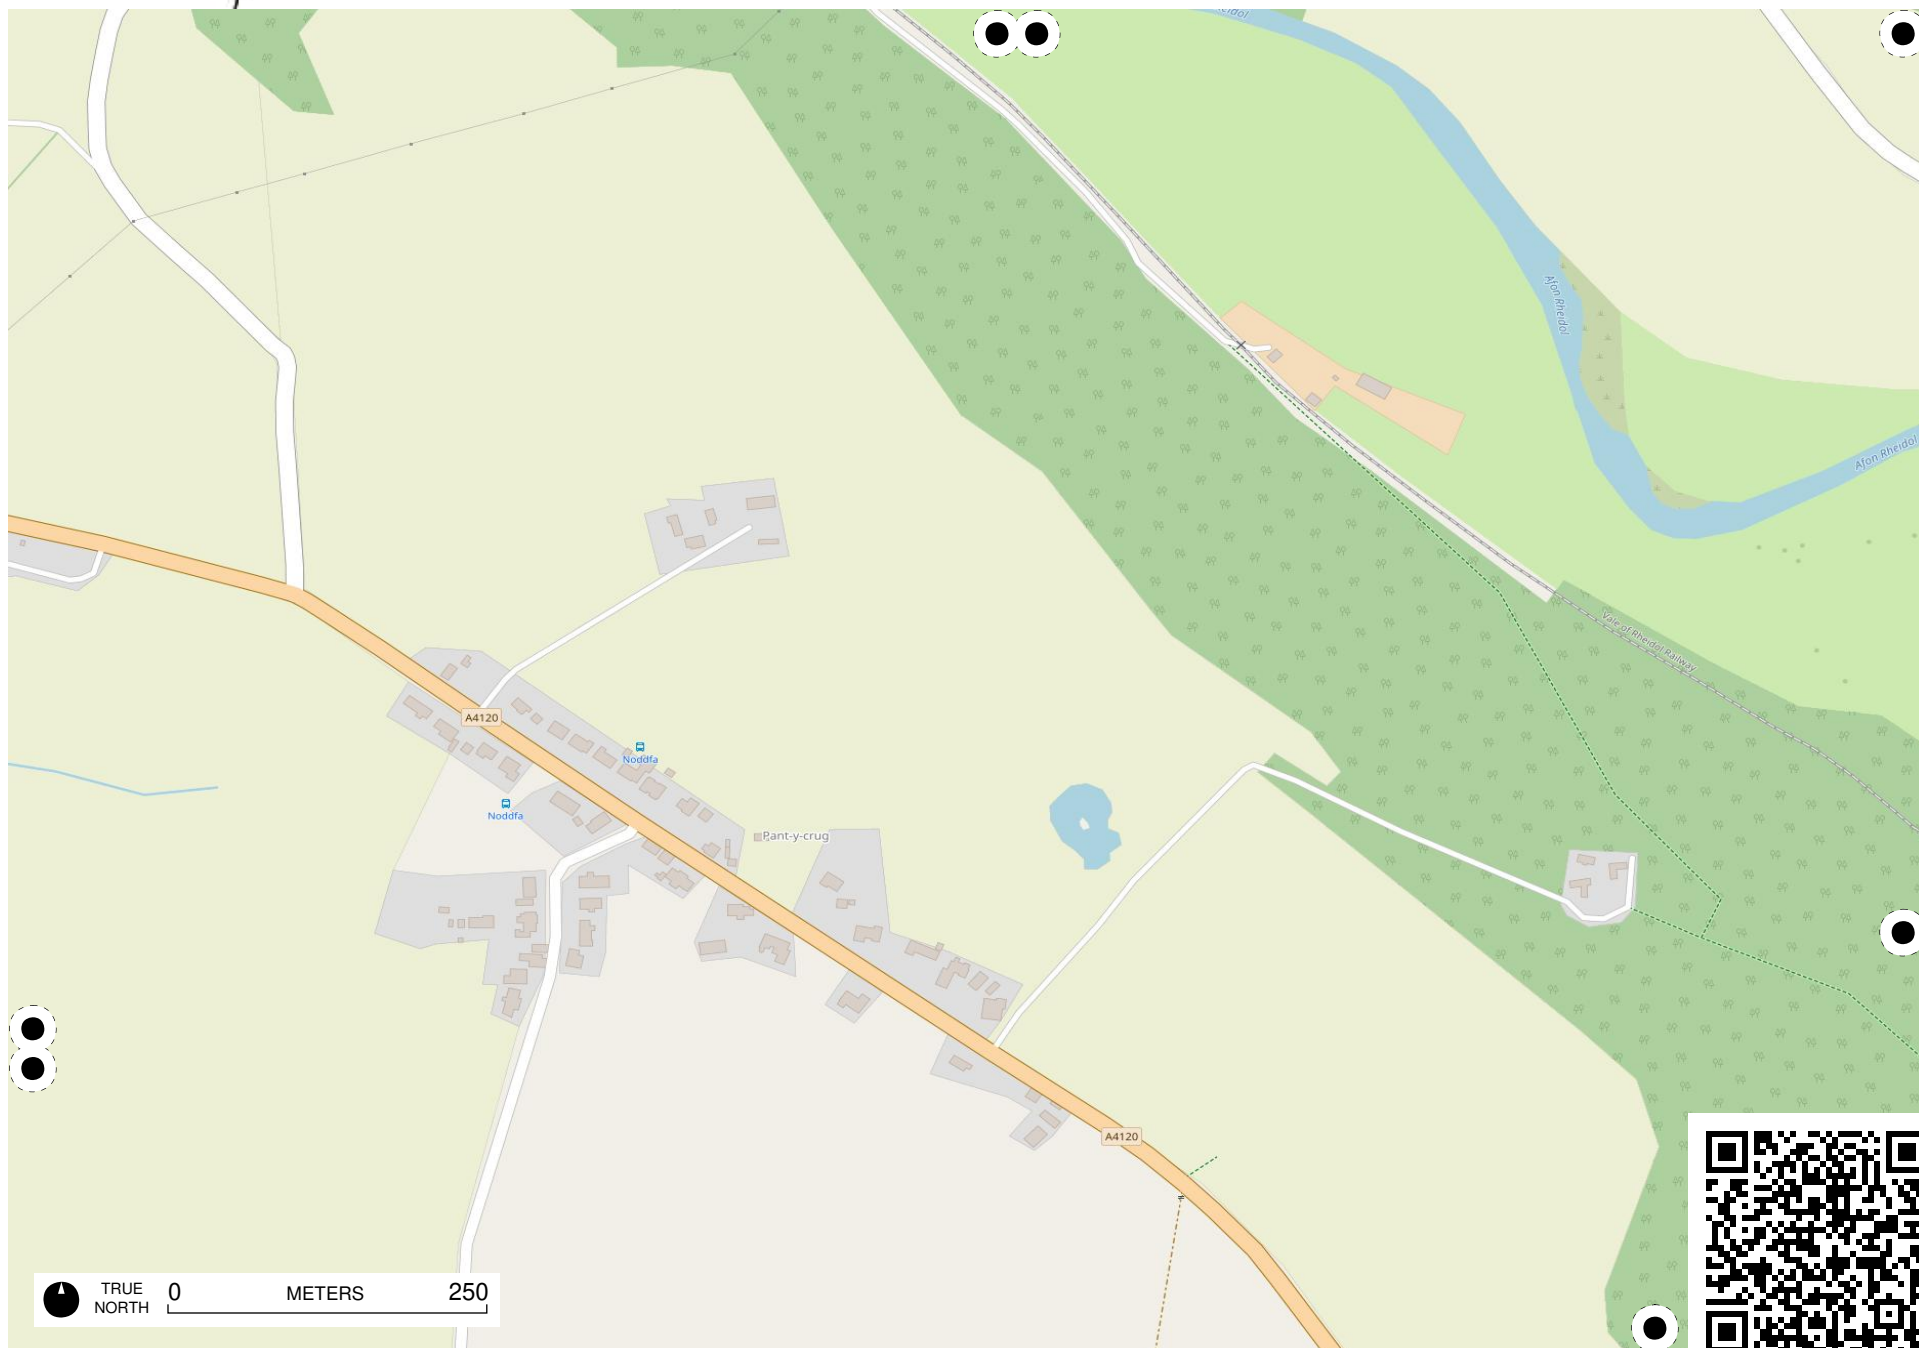 Afon Rheidol
Afon Rheidol
Vale of Rheidol Railway
A4120
Noddfa
Noddfa
Pant-y-crug
A4120
TRUE
NORTH
0 METERS 250